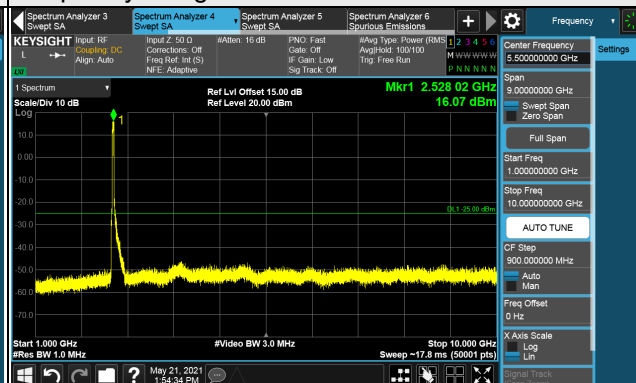 Spectrum Analyzer 3
Swept SA
Spectrum Analyzer 4
Swept SA
Spectrum Analyzer 5
Swept SA
Spectrum Analyzer 6
Spurious Emissions
Frequency
KEYSIGHT
L
LXI
Input: RF
Coupling: DC
Align: Auto
Input Z: 50 Ω
Corrections: Off
Freq Ref: Int (S)
NFE: Adaptive
#Atten: 16 dB
PNO: Fast
Gate: Off
IF Gain: Low
Sig Track: Off
#Avg Type: Power (RMS
Avg|Hold: 100/100
Trig: Free Run
1 2 3 4 5 6
M W W W W W
P N N N N N
Settings
Center Frequency
5.500000000 GHz
Span
9.00000000 GHz
Swept Span
Zero Span
Full Span
Start Freq
1.000000000 GHz
Stop Freq
10.000000000 GHz
AUTO TUNE
CF Step
900.000000 MHz
Auto
Man
Freq Offset
0 Hz
X Axis Scale
Log
Lin
Signal Track
1 Spectrum
Scale/Div 10 dB
Log
Ref Lvl Offset 15.00 dB
Ref Level 20.00 dBm
Mkr1 2.528 02 GHz
16.07 dBm
1
10.0
0.00
-10.0
-20.0
-30.0
-40.0
-50.0
-60.0
-70.0
DL1 -25.00 dBm
Start 1.000 GHz
#Res BW 1.0 MHz
#Video BW 3.0 MHz
Stop 10.000 GHz
Sweep ~17.8 ms (50001 pts)
?
May 21, 2021
1:54:34 PM